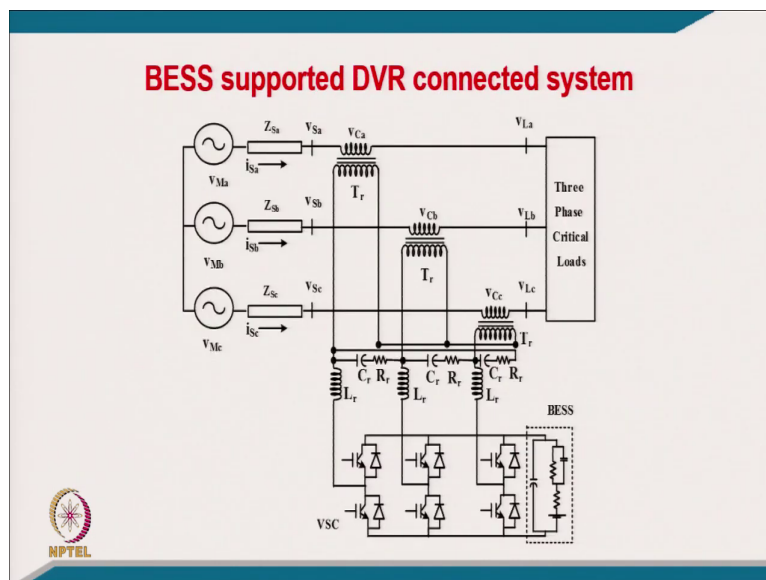 BESS supported DVR connected system
Z_Sa v_Sa v_Ca v_La
i_Sa
v_Ma T_r
Three
Phase
Critical
Loads
Z_Sb v_Sb v_Cb v_Lb
i_Sb
v_Mb T_r
Z_Sc v_Sc v_Cc v_Lc
i_Sc
v_Mc T_r
C_r R_r C_r R_r C_r R_r
L_r L_r L_r
BESS
VSC
NPTEL